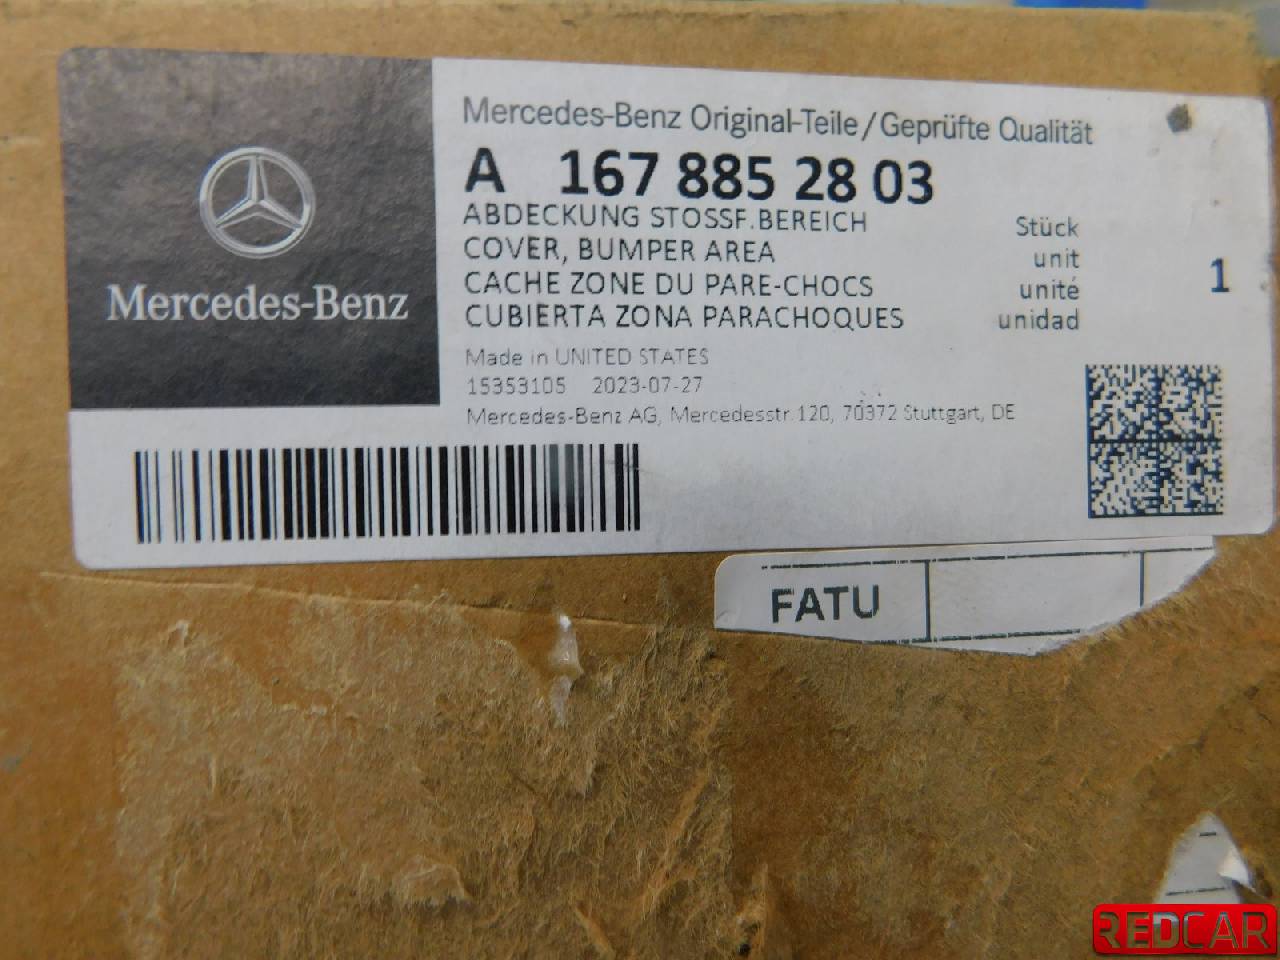 Mercedes-Benz
Mercedes-Benz Original-Teile/Geprüfte Qualität
A 167 885 28 03
ABDECKUNG STOSSF.BEREICH Stück
COVER, BUMPER AREA unit
CACHE ZONE DU PARE-CHOCS unité
CUBIERTA ZONA PARACHOQUES unidad
1
Made in UNITED STATES
15353105 2023-07-27
Mercedes-Benz AG, Mercedesstr.120, 70372 Stuttgart, DE
FATU
REDCAR